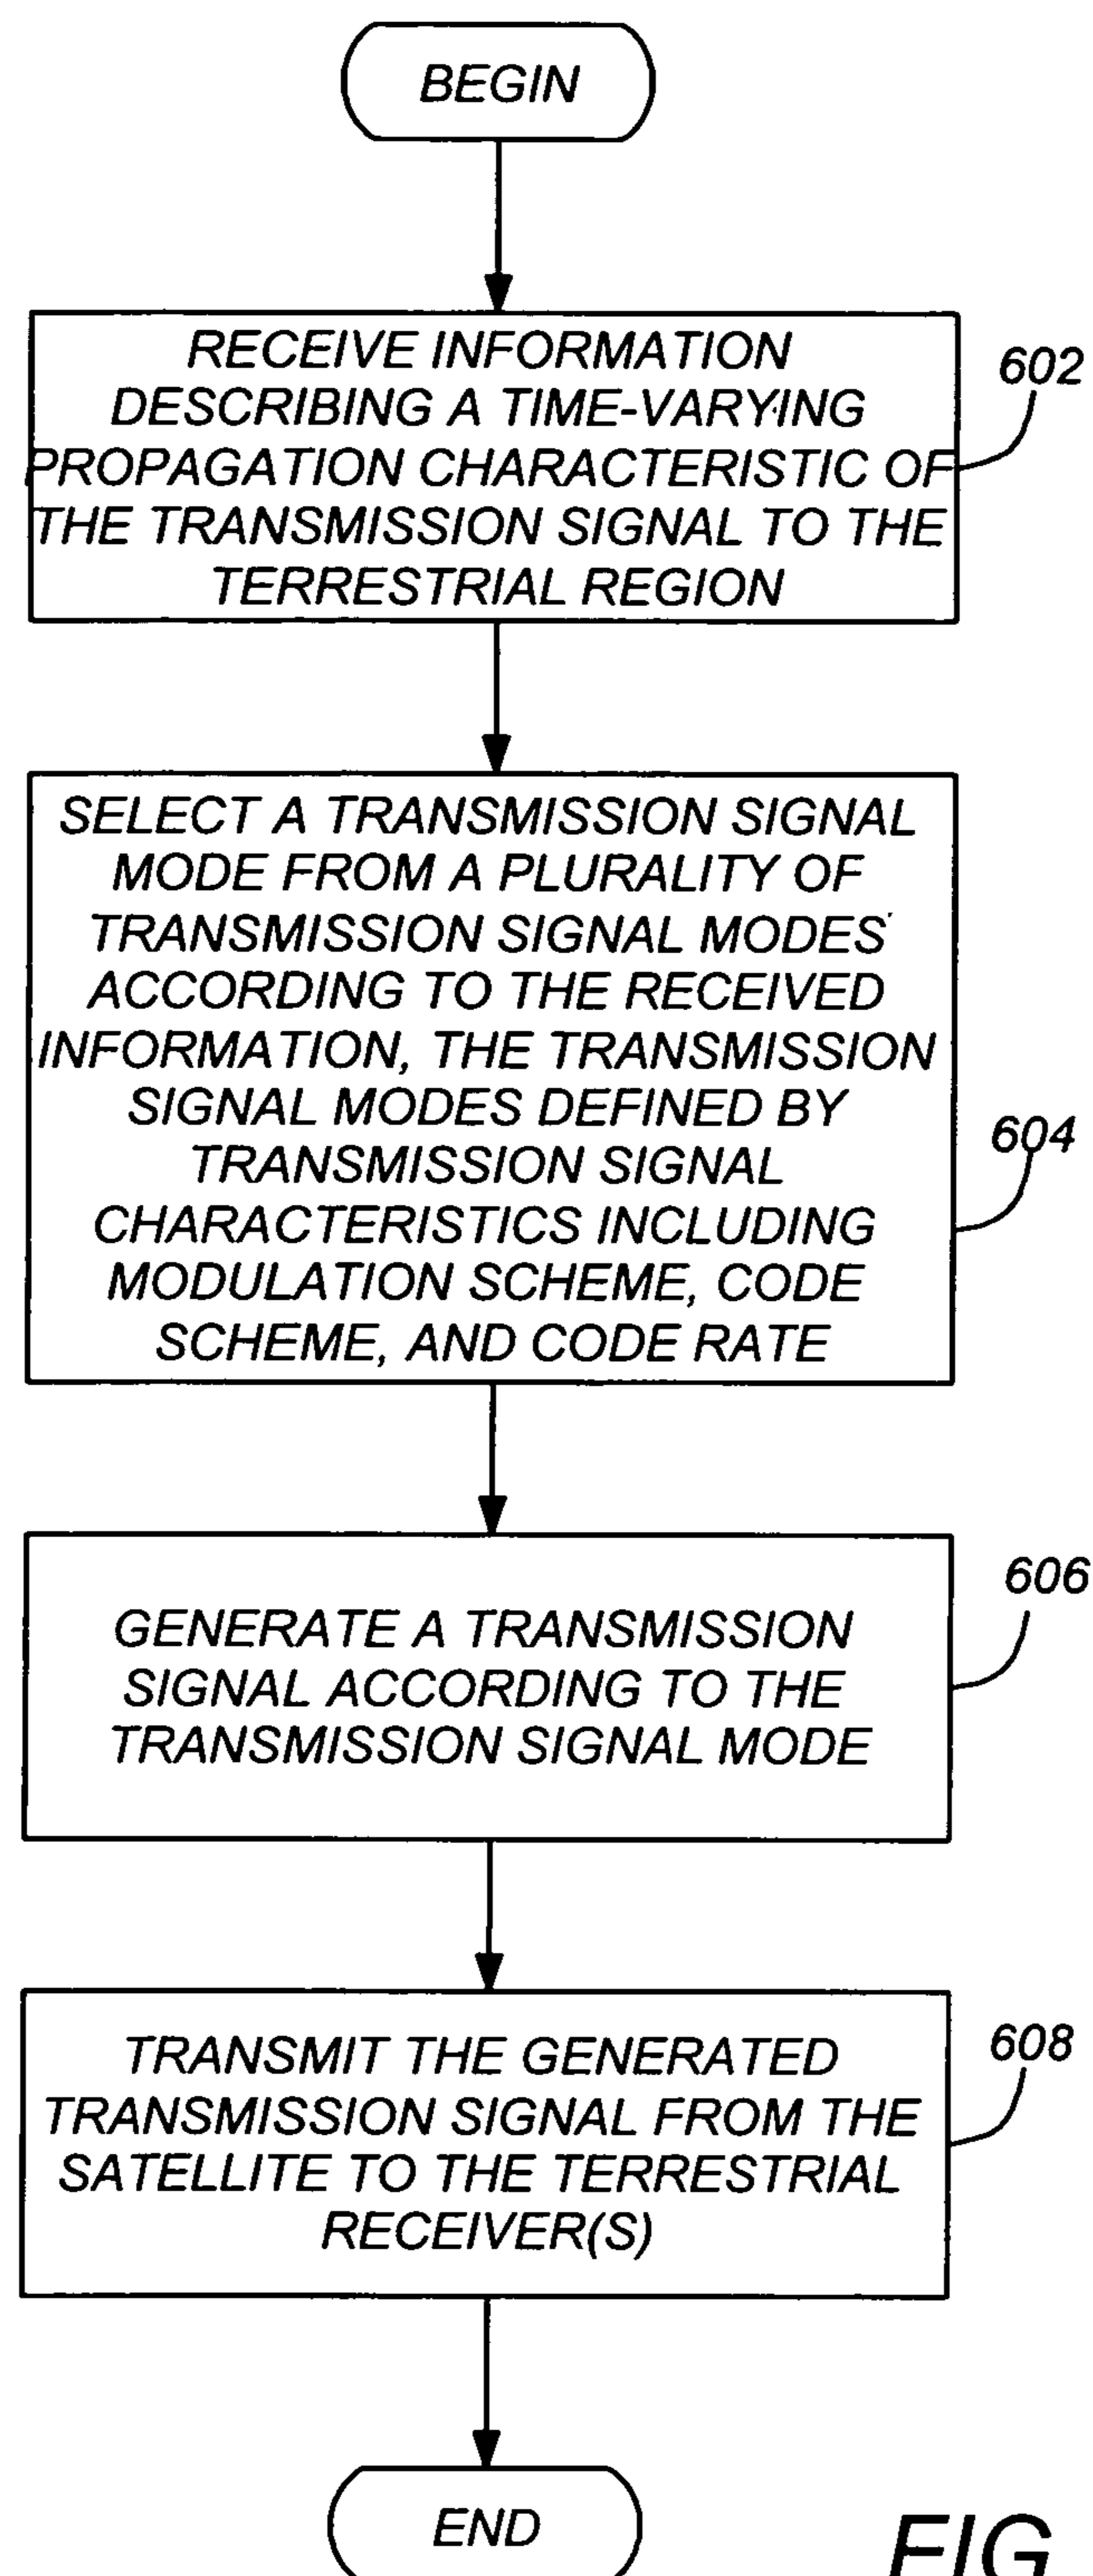 BEGIN
RECEIVE INFORMATION
DESCRIBING A TIME-VARYING
PROPAGATION CHARACTERISTIC OF
THE TRANSMISSION SIGNAL TO THE
TERRESTRIAL REGION
602
SELECT A TRANSMISSION SIGNAL
MODE FROM A PLURALITY OF
TRANSMISSION SIGNAL MODES
ACCORDING TO THE RECEIVED
INFORMATION, THE TRANSMISSION
SIGNAL MODES DEFINED BY
TRANSMISSION SIGNAL
CHARACTERISTICS INCLUDING
MODULATION SCHEME, CODE
SCHEME, AND CODE RATE
604
GENERATE A TRANSMISSION
SIGNAL ACCORDING TO THE
TRANSMISSION SIGNAL MODE
606
TRANSMIT THE GENERATED
TRANSMISSION SIGNAL FROM THE
SATELLITE TO THE TERRESTRIAL
RECEIVER(S)
608
END
FIG